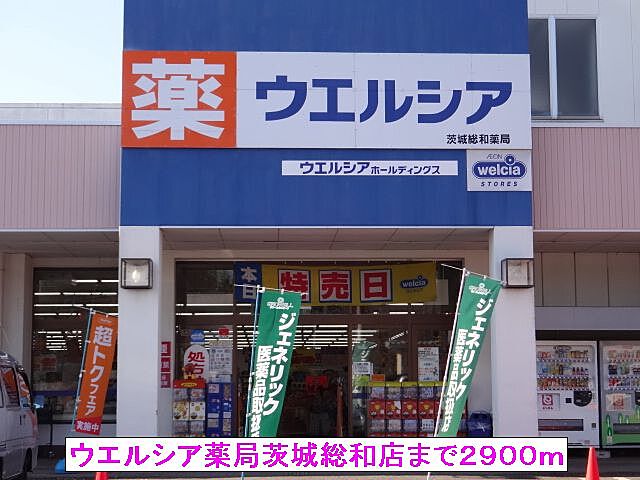 薬 ウエルシア
茨城総和薬局
ウエルシアホールディングス
ÆON
welcia
STORES
本日 特売日 welcia
ジェネリック
医薬品取扱
ジェネリック
医薬品取扱店
超トクフェア
実施中
処
ウエルシア薬局茨城総和店まで2900m